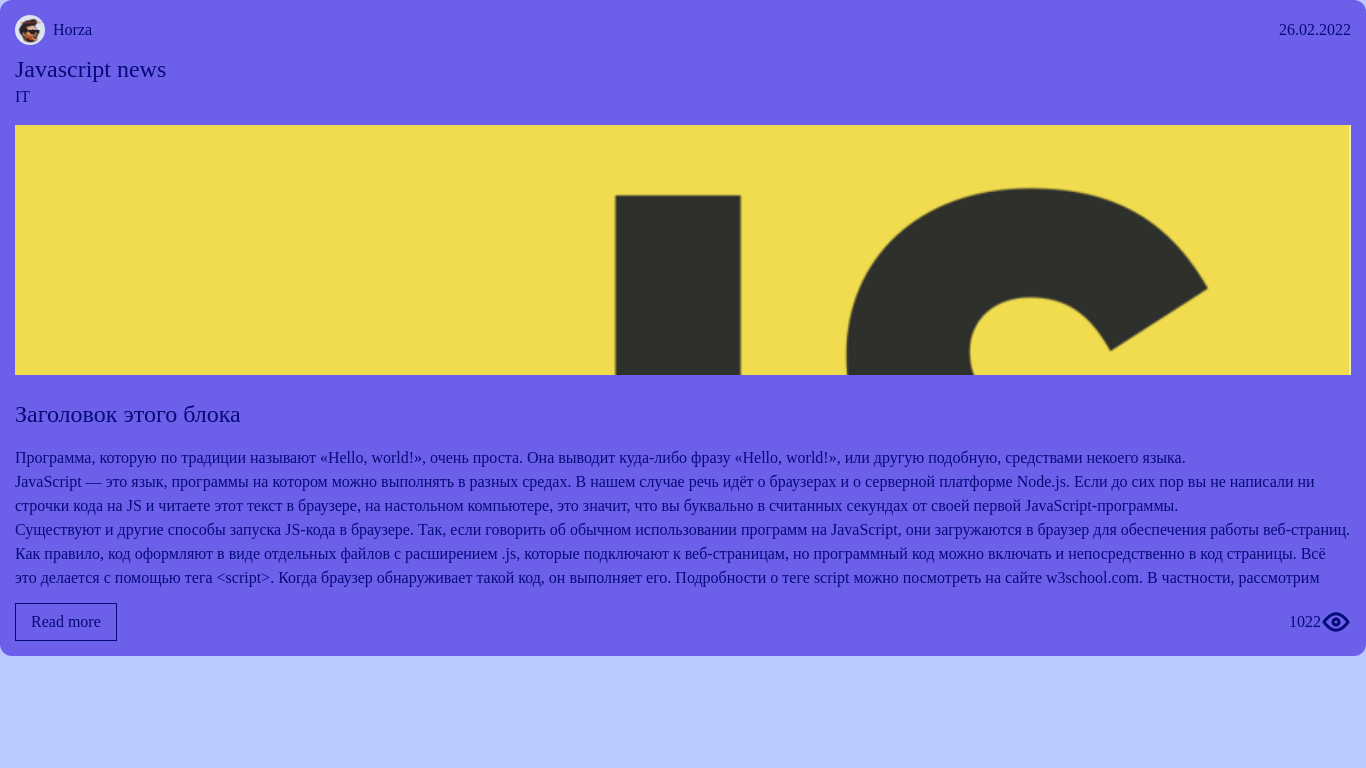 Horza
26.02.2022
Javascript news
IT
JS
Заголовок этого блока
Программа, которую по традиции называют «Hello, world!», очень проста. Она выводит куда-либо фразу «Hello, world!», или другую подобную, средствами некоего языка.
JavaScript — это язык, программы на котором можно выполнять в разных средах. В нашем случае речь идёт о браузерах и о серверной платформе Node.js. Если до сих пор вы не написали ни
строчки кода на JS и читаете этот текст в браузере, на настольном компьютере, это значит, что вы буквально в считанных секундах от своей первой JavaScript-программы.
Существуют и другие способы запуска JS-кода в браузере. Так, если говорить об обычном использовании программ на JavaScript, они загружаются в браузер для обеспечения работы веб-страниц.
Как правило, код оформляют в виде отдельных файлов с расширением .js, которые подключают к веб-страницам, но программный код можно включать и непосредственно в код страницы. Всё
это делается с помощью тега <script>. Когда браузер обнаруживает такой код, он выполняет его. Подробности о теге script можно посмотреть на сайте w3school.com. В частности, рассмотрим
Read more
1022